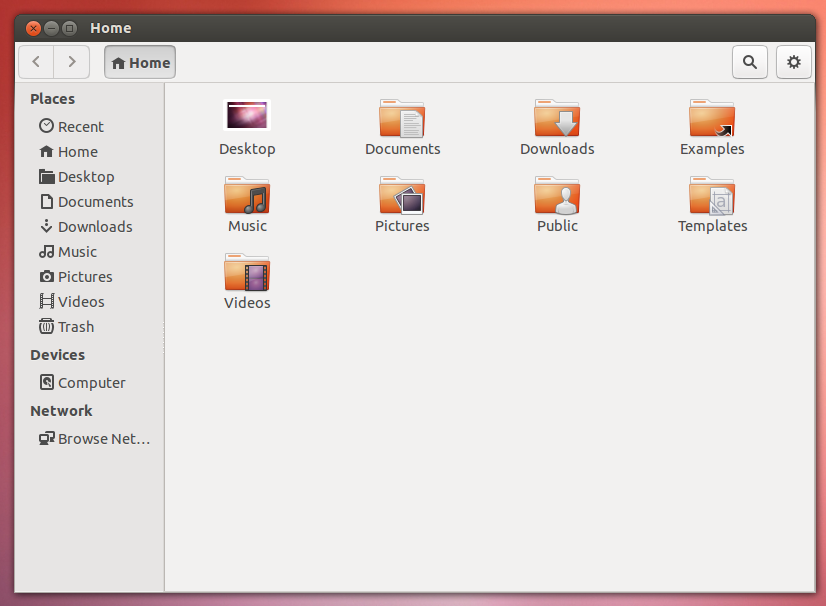 Home
Home
Places
Recent
Home
Desktop
Documents
Downloads
Music
Pictures
Videos
Trash
Devices
Computer
Network
Browse Net…
Desktop Documents Downloads Examples
Music Pictures Public Templates
Videos